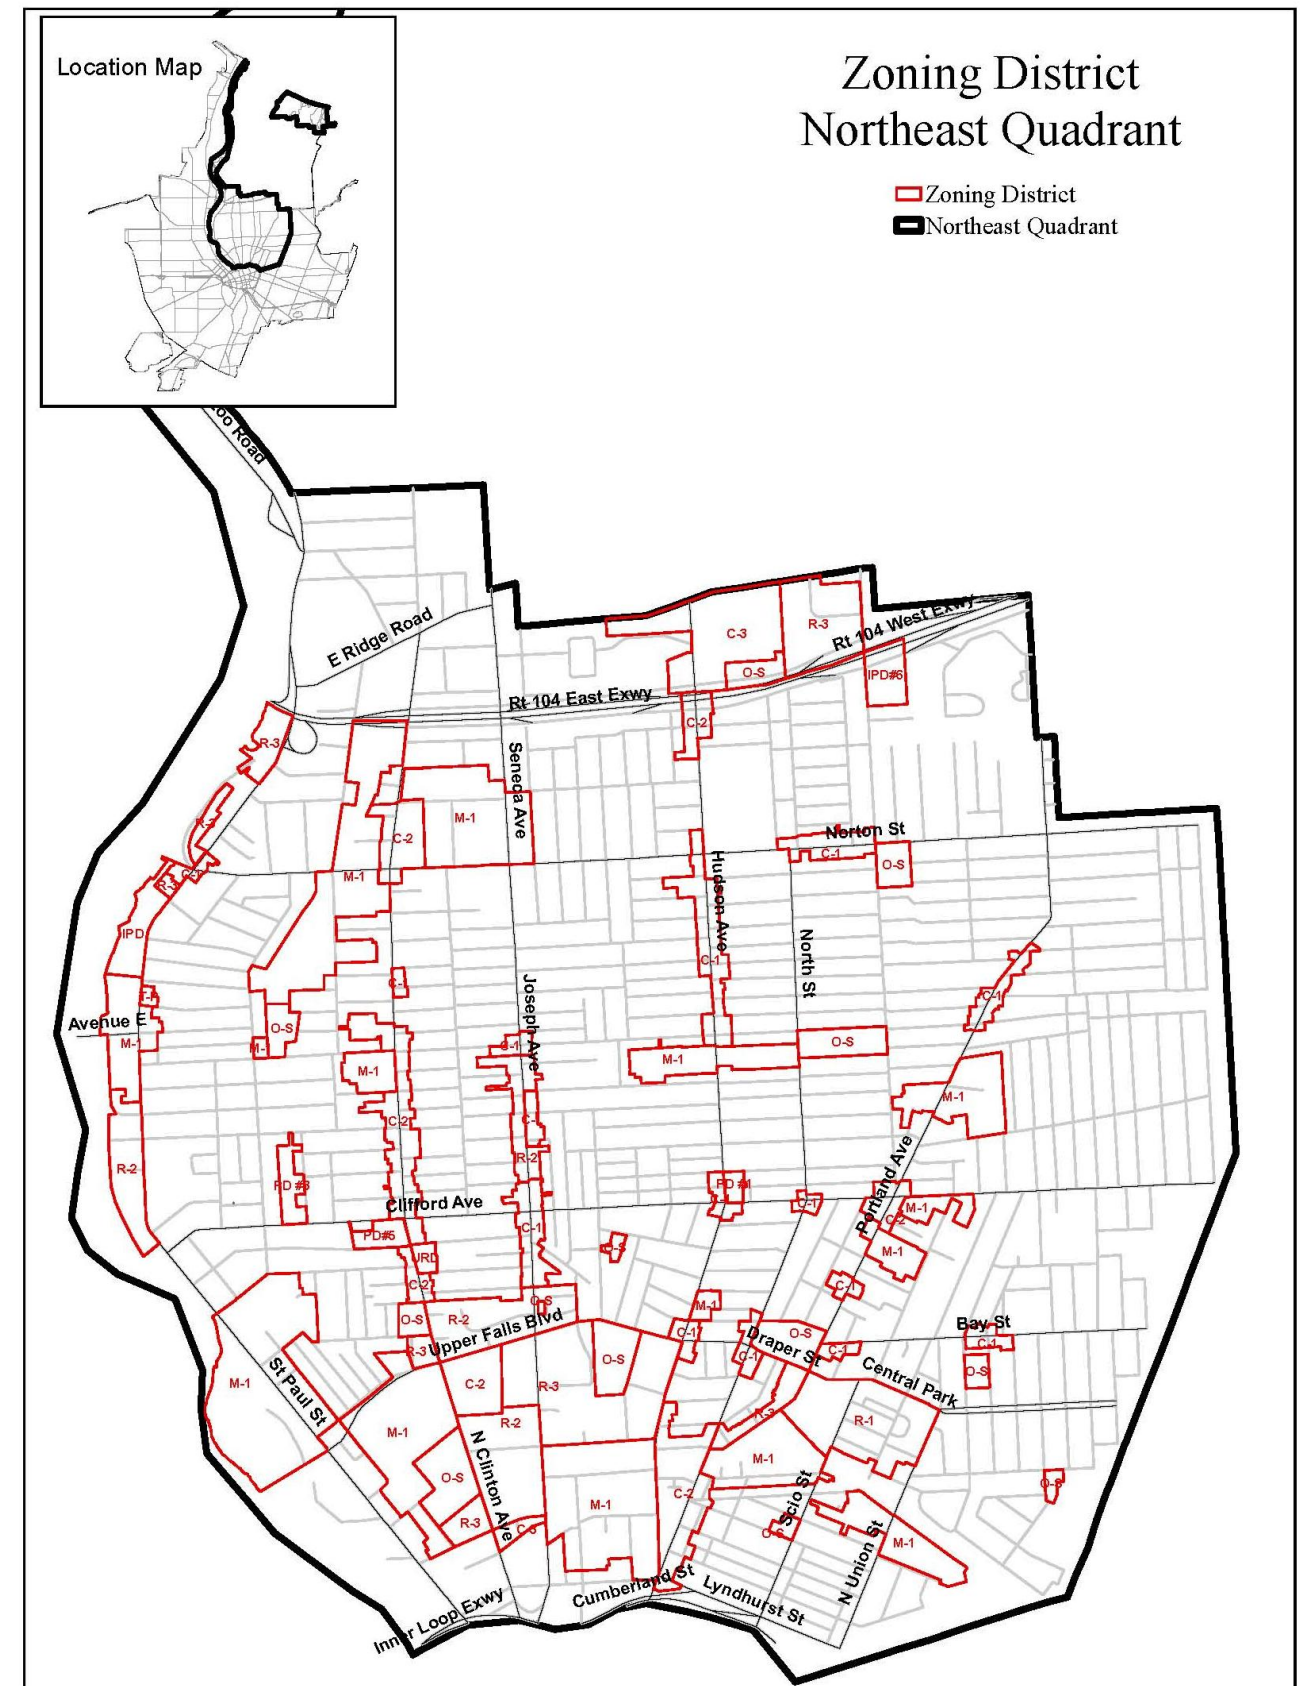 Location Map
Zoning District
Northeast Quadrant
Zoning District
Northeast Quadrant
Road
E Ridge Road
Rt 104 West Exwy
C-3
R-3
O-S
IPD#6
Rt 104 East Exwy
C-2
R-3
Seneca Ave
M-1
C-2
Norton St
C-1
O-S
M-1
Hudson Ave
IPD
North St
C-1
C-1
Joseph Ave
Avenue E
O-S
M-1
C-1
M-1
O-S
M-1
M-1
C-2
R-2
R-2
Portland Ave
PD #1
Clifford Ave
C-1
M-1
C-2
PD#5
C-1
M-1
URD
C-2
C-1
O-S
R-2
O-S
M-1
Upper Falls Blvd
C-1
Draper St
O-S
Bay St
C-1
R-3
O-S
C-1
C-1
O-S
Central Park
M-1
St Paul St
C-2
R-3
R-2
R-3
R-1
M-1
N Clinton Ave
M-1
O-S
C-2
M-1
Scio St
R-3
O-S
N Union St
M-1
Cumberland St
Lyndhurst St
Inner Loop Exwy